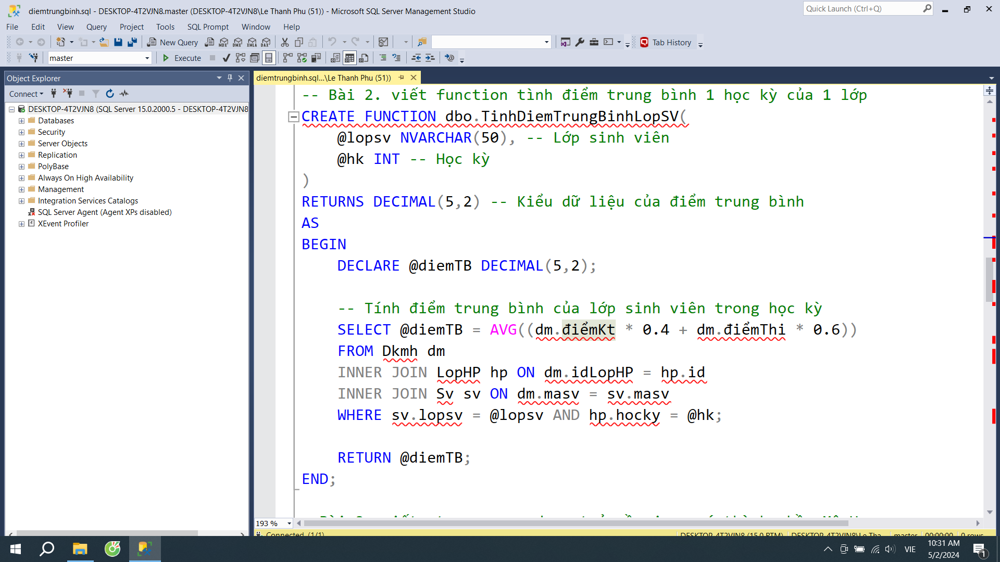 diemtrungbinh.sql - DESKTOP-4T2VJN8.master (DESKTOP-4T2VJN8\Le Thanh Phu (51)) - Microsoft SQL Server Management Studio
Quick Launch (Ctrl+Q)
File Edit View Query Project Tools SQL Prompt Window Help
New Query MDX DMX XMLA DAX Tab History
master Execute
Object Explorer
diemtrungbinh.sql...\Le Thanh Phu (51))
Connect
DESKTOP-4T2VJN8 (SQL Server 15.0.2000.5 - DESKTOP-4T2VJN8
Databases
Security
Server Objects
Replication
PolyBase
Always On High Availability
Management
Integration Services Catalogs
SQL Server Agent (Agent XPs disabled)
XEvent Profiler
-- Bài 2. viết function tình điểm trung bình 1 học kỳ của 1 lớp
CREATE FUNCTION dbo.TinhDiemTrungBinhLopSV(
@lopsv NVARCHAR(50), -- Lớp sinh viên
@hk INT -- Học kỳ
)
RETURNS DECIMAL(5,2) -- Kiểu dữ liệu của điểm trung bình
AS
BEGIN
DECLARE @diemTB DECIMAL(5,2);
-- Tính điểm trung bình của lớp sinh viên trong học kỳ
SELECT @diemTB = AVG((dm.điểmKt * 0.4 + dm.điểmThi * 0.6))
FROM Dkmh dm
INNER JOIN LopHP hp ON dm.idLopHP = hp.id
INNER JOIN Sv sv ON dm.masv = sv.masv
WHERE sv.lopsv = @lopsv AND hp.hocky = @hk;
RETURN @diemTB;
END;
193 %
Connected. (1/1) DESKTOP-4T2VJN8 (15.0 RTM) DESKTOP-4T2VJN8\Le Tha... master 00:00:00 0 rows
VIE
10:31 AM
5/2/2024
1